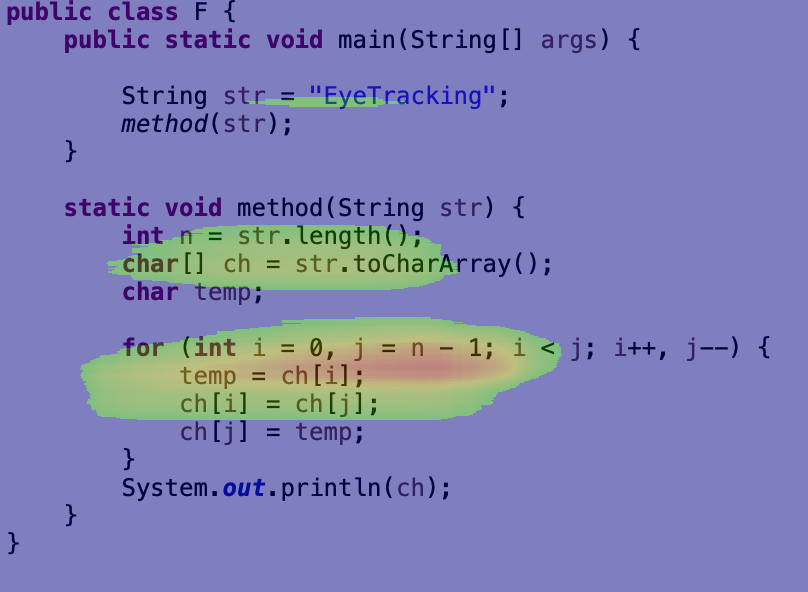 public class F {
public static void main(String[] args) {
String str = "EyeTracking";
method(str);
}
static void method(String str) {
int n = str.length();
char[] ch = str.toCharArray();
char temp;
for (int i = 0, j = n - 1; i < j; i++, j--) {
temp = ch[i];
ch[i] = ch[j];
ch[j] = temp;
}
System.out.println(ch);
}
}